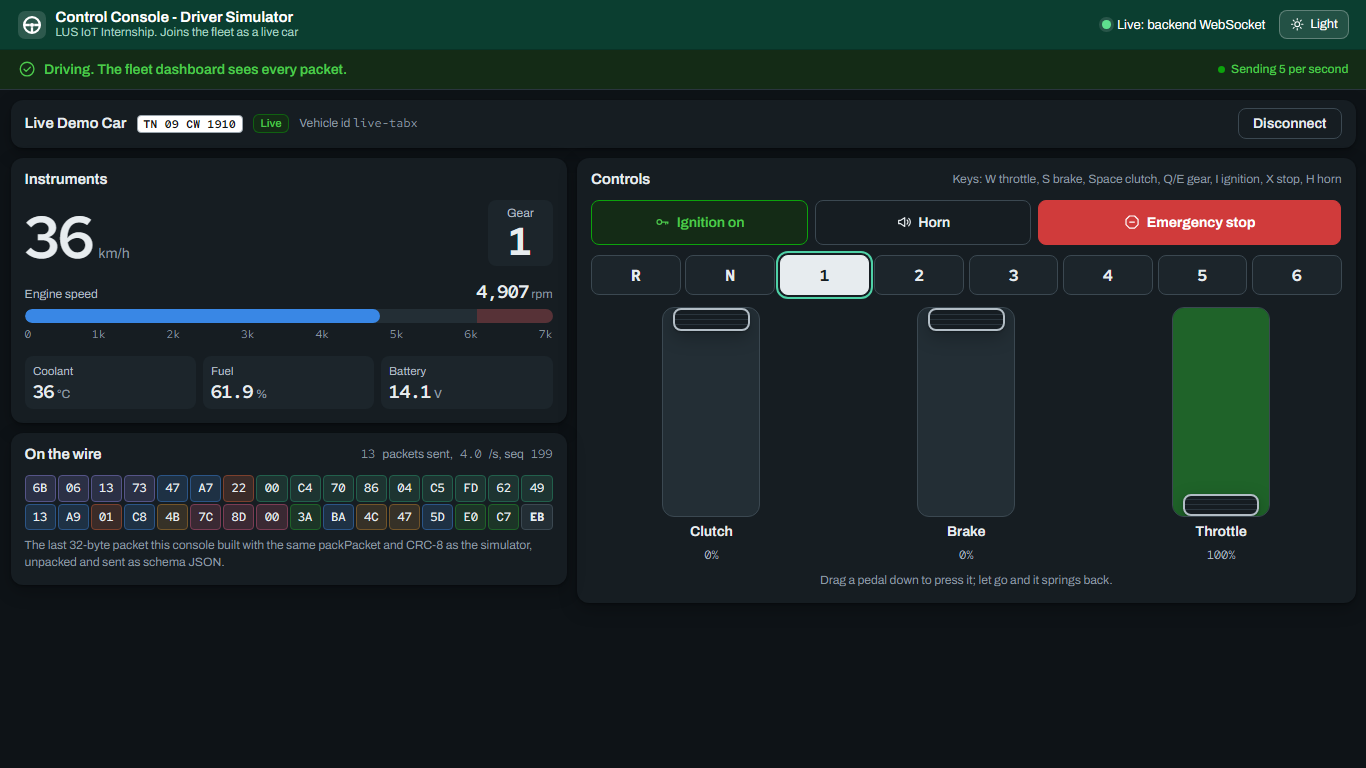 Control Console - Driver Simulator
LUS IoT Internship. Joins the fleet as a live car
Live: backend WebSocket
Light
Driving. The fleet dashboard sees every packet.
Sending 5 per second
Live Demo Car
TN 09 CW 1910
Live
Vehicle id live-tabx
Disconnect
Instruments
36 km/h
Gear
1
Engine speed
4,907 rpm
0 1k 2k 3k 4k 5k 6k 7k
Coolant
36 °C
Fuel
61.9 %
Battery
14.1 V
On the wire
13 packets sent, 4.0 /s, seq 199
6B 06 13 73 47 A7 22 00 C4 70 86 04 C5 FD 62 49
13 A9 01 C8 4B 7C 8D 00 3A BA 4C 47 5D E0 C7 EB
The last 32-byte packet this console built with the same packPacket and CRC-8 as the simulator,
unpacked and sent as schema JSON.
Controls
Keys: W throttle, S brake, Space clutch, Q/E gear, I ignition, X stop, H horn
Ignition on
Horn
Emergency stop
R N 1 2 3 4 5 6
Clutch
0%
Brake
0%
Throttle
100%
Drag a pedal down to press it; let go and it springs back.